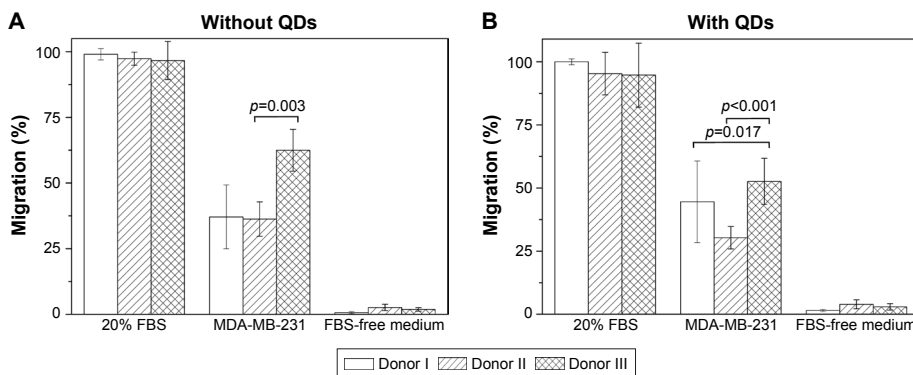 A
Without QDs
Migration (%)
100
75
50
25
0
p=0.003
20% FBS
MDA-MB-231
FBS-free medium
B
With QDs
Migration (%)
100
75
50
25
0
p<0.001
p=0.017
20% FBS
MDA-MB-231
FBS-free medium
Donor I
Donor II
Donor III